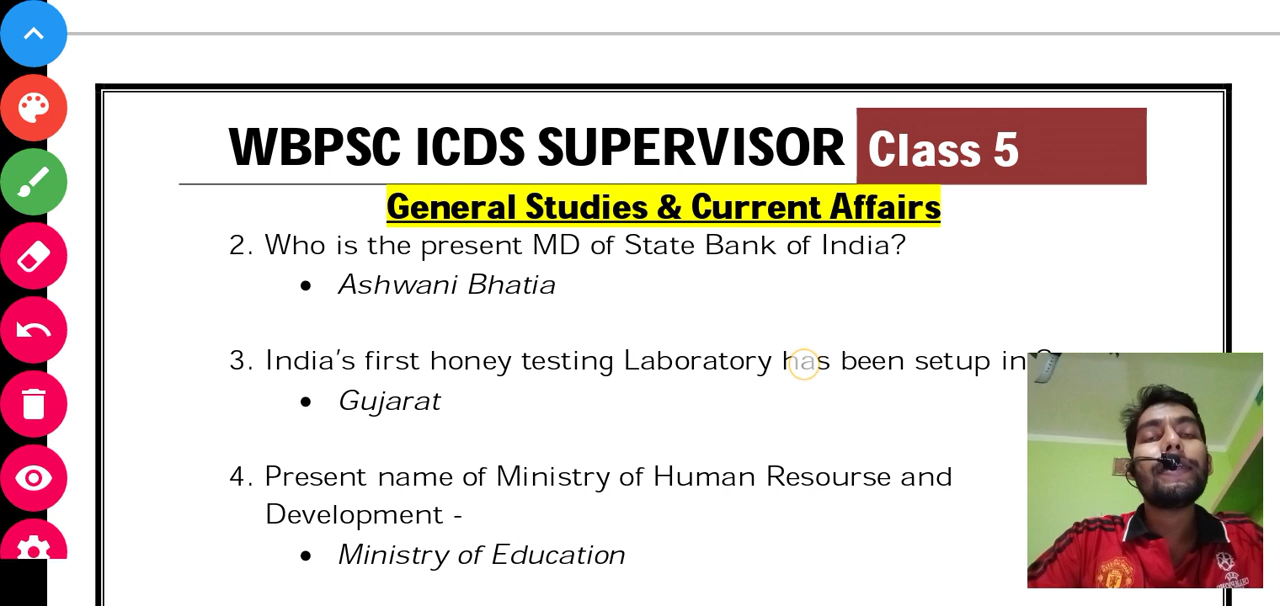 WBPSC ICDS SUPERVISOR Class 5
General Studies & Current Affairs
2. Who is the present MD of State Bank of India?
• Ashwani Bhatia
3. India's first honey testing Laboratory has been setup in ?
• Gujarat
4. Present name of Ministry of Human Resourse and
Development -
• Ministry of Education